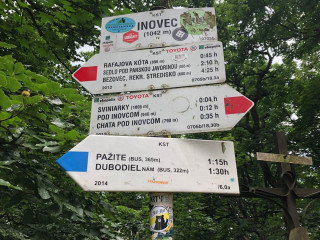 KST
INOVEC
(1042 m)
KST TOYOTA
RAFAJOVA KÓTA 0:45 h
SEDLO POD PANSKOU JAVORINOU 2:10 h
BEZOVEC, REKR. STREDISKO 4:25 h
2012
KST TOYOTA
SVINIARKY 0:04 h
POD INOVCOM 0:12 h
CHATA POD INOVCOM 0:35 h
KST
PAŽITE (BUS, 365m) 1:15h
DUBODIEL NÁM. (BUS, 322m) 1:30h
2014